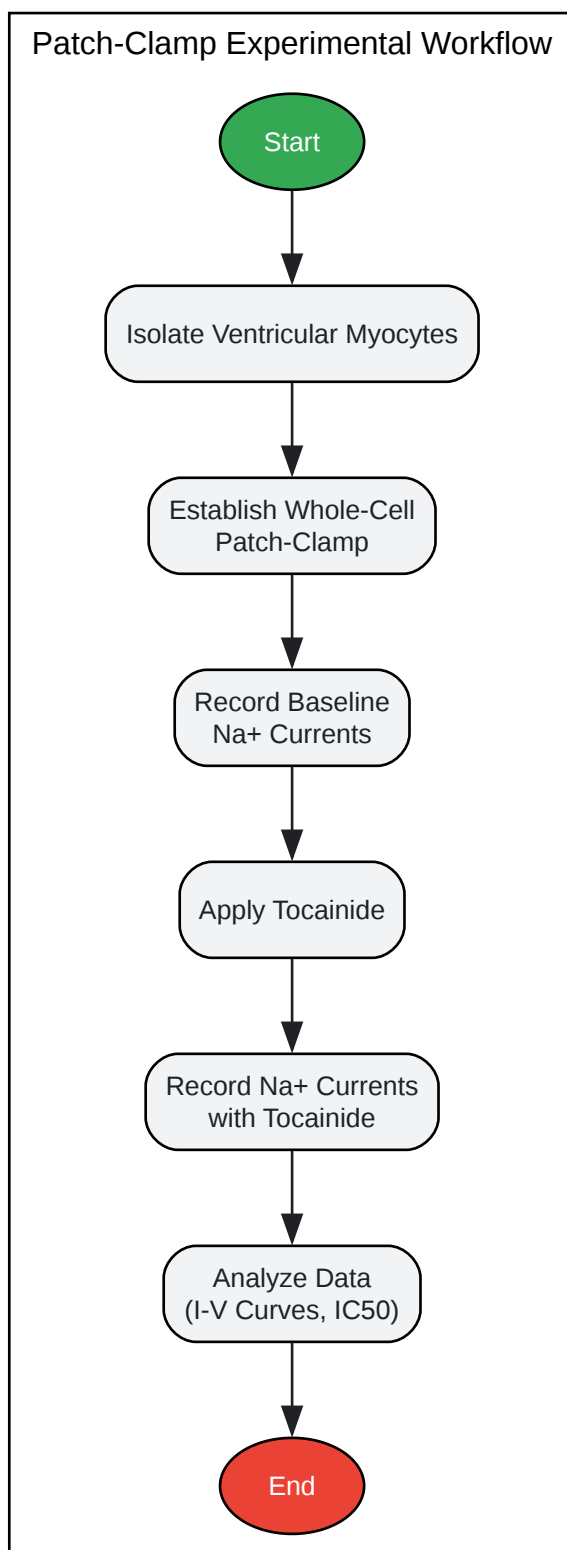 Patch-Clamp Experimental Workflow
Start
Isolate Ventricular Myocytes
Establish Whole-Cell
Patch-Clamp
Record Baseline
Na+ Currents
Apply Tocainide
Record Na+ Currents
with Tocainide
Analyze Data
(I-V Curves, IC50)
End